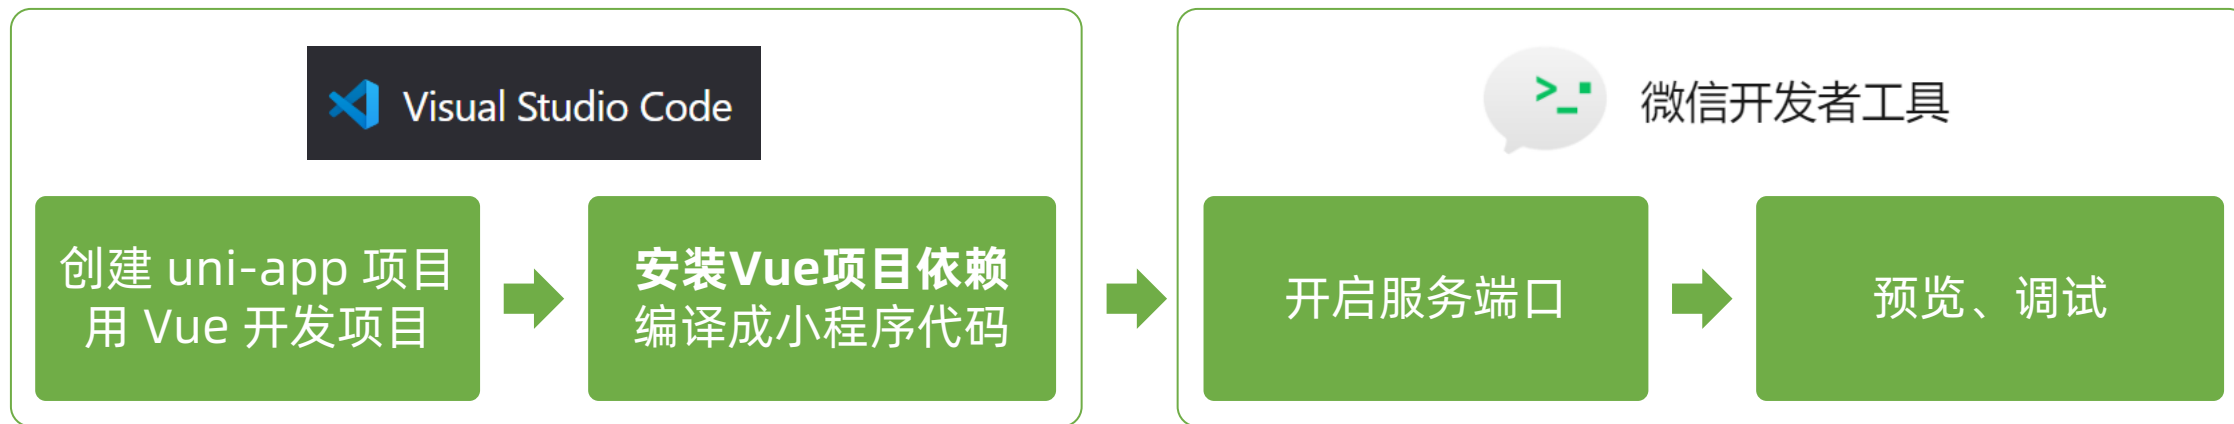 Visual Studio Code
微信开发者工具
创建 uni-app 项目
用 Vue 开发项目
安装Vue项目依赖
编译成小程序代码
开启服务端口
预览、调试